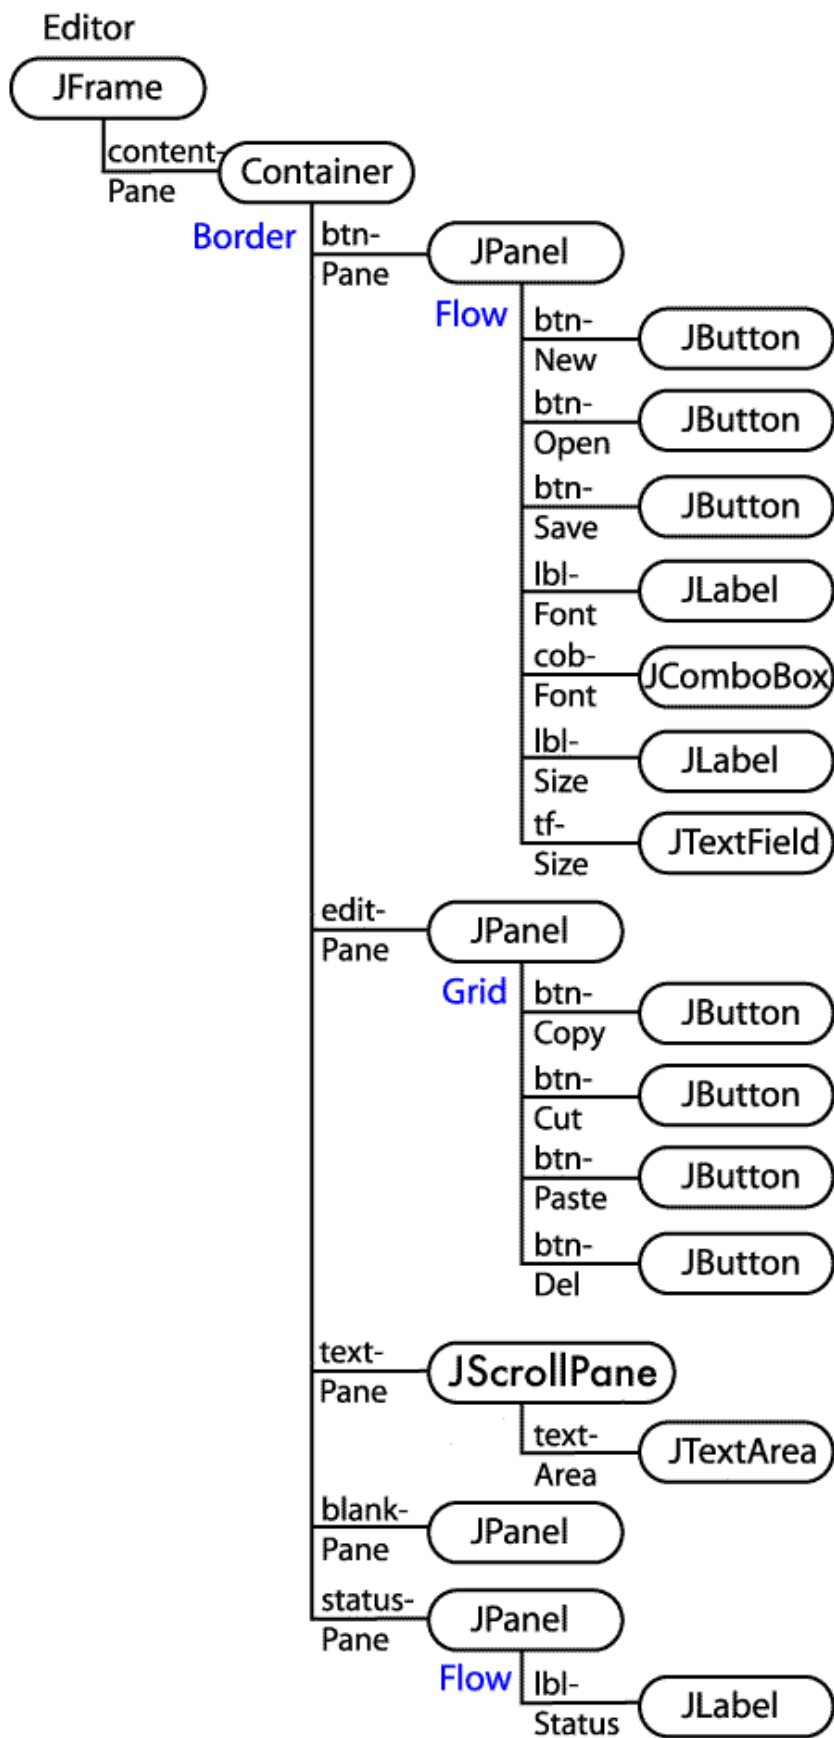 Editor
JFrame
content-
Pane
Container
Border
btn-
Pane
JPanel
Flow
btn-
New
JButton
btn-
Open
JButton
btn-
Save
JButton
lbl-
Font
JLabel
cob-
Font
JComboBox
lbl-
Size
JLabel
tf-
Size
JTextField
edit-
Pane
JPanel
Grid
btn-
Copy
JButton
btn-
Cut
JButton
btn-
Paste
JButton
btn-
Del
JButton
text-
Pane
JScrollPane
text-
Area
JTextArea
blank-
Pane
JPanel
status-
Pane
JPanel
Flow
lbl-
Status
JLabel